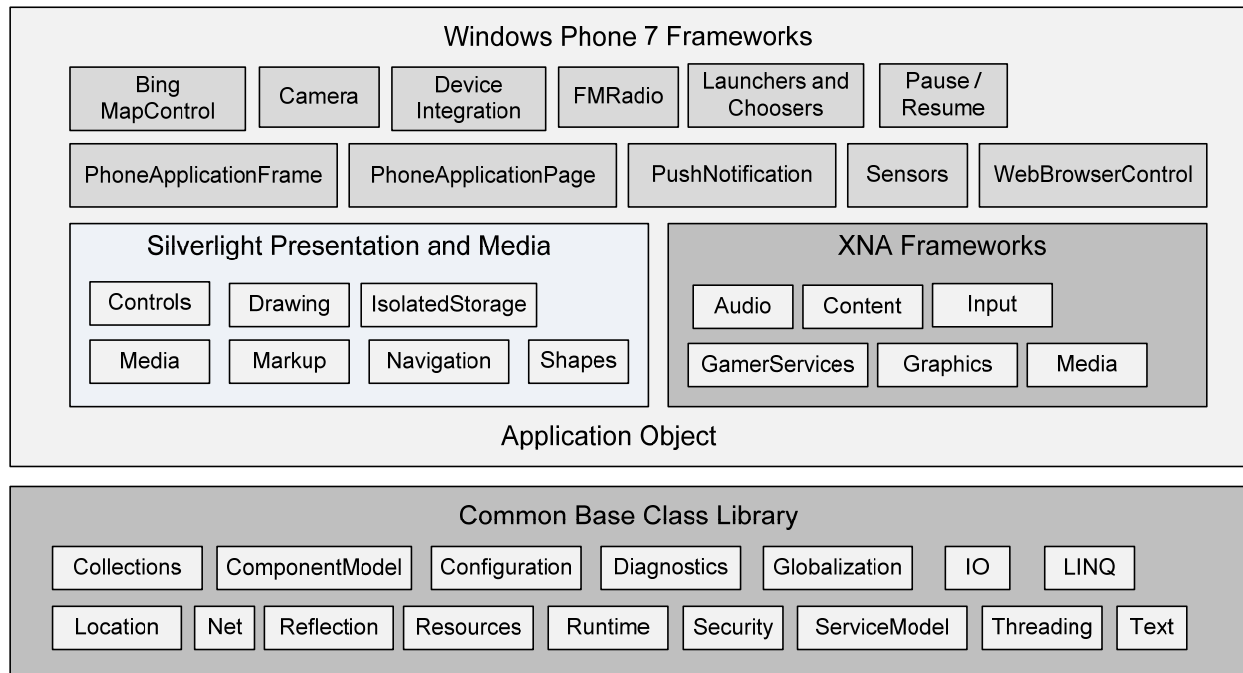 Windows Phone 7 Frameworks
Bing
MapControl
Camera
Device
Integration
FMRadio
Launchers and
Choosers
Pause /
Resume
PhoneApplicationFrame
PhoneApplicationPage
PushNotification
Sensors
WebBrowserControl
Silverlight Presentation and Media
Controls
Drawing
IsolatedStorage
Media
Markup
Navigation
Shapes
XNA Frameworks
Audio
Content
Input
GamerServices
Graphics
Media
Application Object
Common Base Class Library
Collections
ComponentModel
Configuration
Diagnostics
Globalization
IO
LINQ
Location
Net
Reflection
Resources
Runtime
Security
ServiceModel
Threading
Text